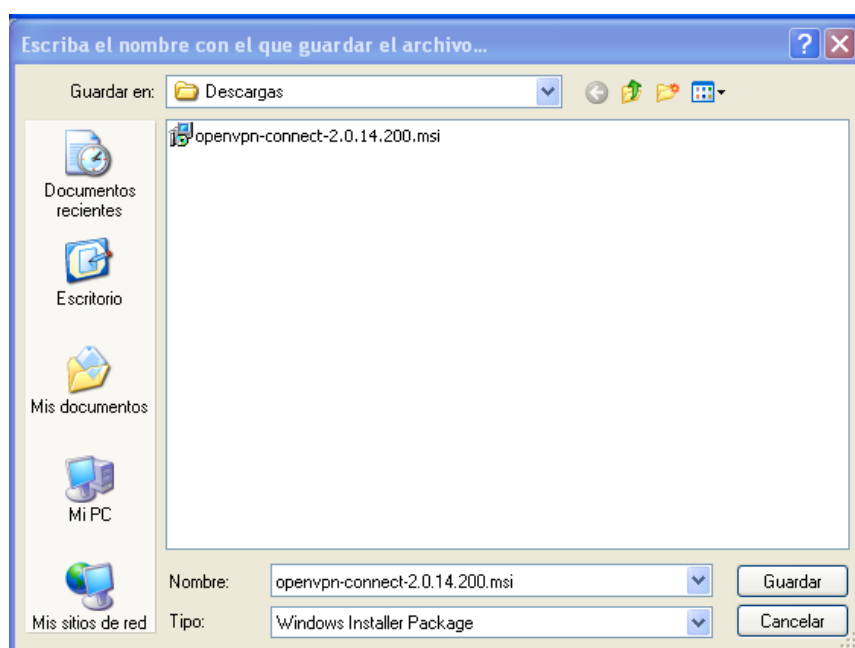 Escriba el nombre con el que guardar el archivo...
Guardar en:
Descargas
openvpn-connect-2.0.14.200.msi
Documentos
recientes
Escritorio
Mis documentos
Mi PC
Mis sitios de red
Nombre:
openvpn-connect-2.0.14.200.msi
Guardar
Tipo:
Windows Installer Package
Cancelar